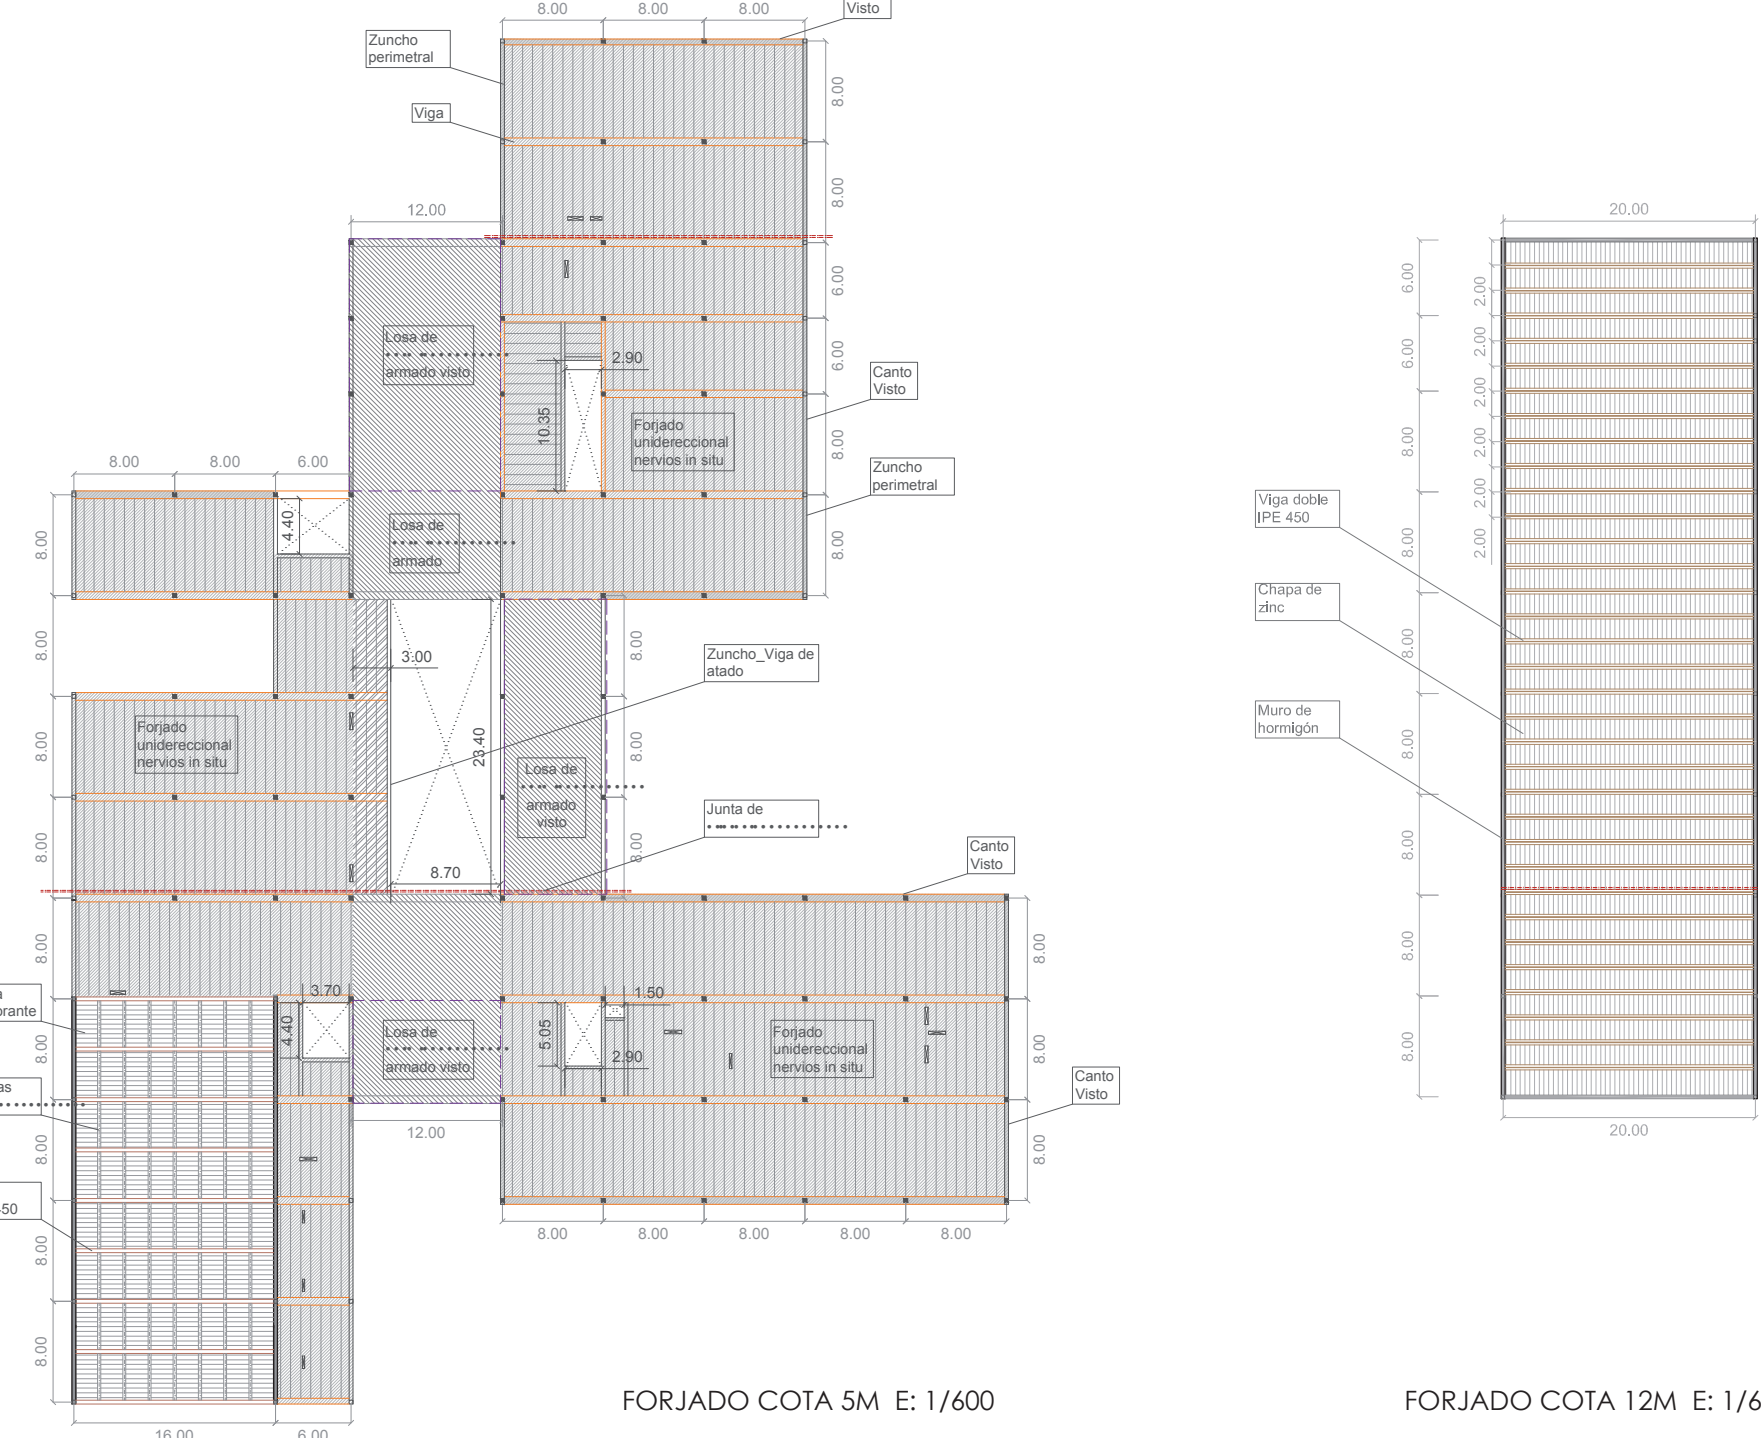 8.00
8.00
8.00
Visto
Zuncho
perimetral
Viga
8.00
8.00
12.00
6.00
6.00
Losa de
armado visto
2.90
10.35
Canto
Visto
8.00
Forjado
unidereccional
nervios in situ
Zuncho
perimetral
8.00
8.00
8.00
6.00
8.00
4.40
Losa de
armado
8.00
3.00
8.00
Zuncho_Viga de
atado
Forjado
unidereccional
nervios in situ
8.00
23.40
8.00
Losa de
armado
visto
Junta de
8.00
8.00
8.70
Canto
Visto
8.00
8.00
3.70
1.50
4.40
Losa de
armado visto
5.05
2.90
Forjado
unidereccional
nervios in situ
8.00
8.00
Canto
Visto
12.00
8.00
8.00
8.00
8.00
8.00
8.00
8.00
8.00
8.00
16.00
6.00
FORJADO COTA 5M E: 1/600
20.00
6.00
2.00
6.00
2.00
2.00
8.00
2.00
2.00
Viga doble
IPE 450
8.00
2.00
Chapa de
zinc
8.00
Muro de
hormigón
8.00
8.00
8.00
8.00
20.00
FORJADO COTA 12M E: 1/6